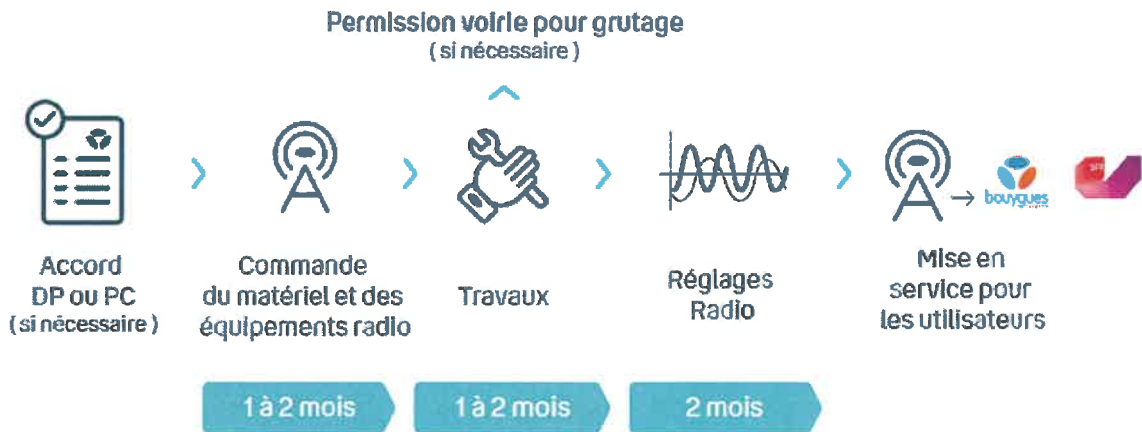 Permission voirie pour grutage
( si nécessaire )
Accord
DP ou PC
( si nécessaire )
Commande
du matériel et des
équipements radio
Travaux
Réglages
Radio
bouygues
SFR
Mise en
service pour
les utilisateurs
1 à 2 mois
1 à 2 mois
2 mois